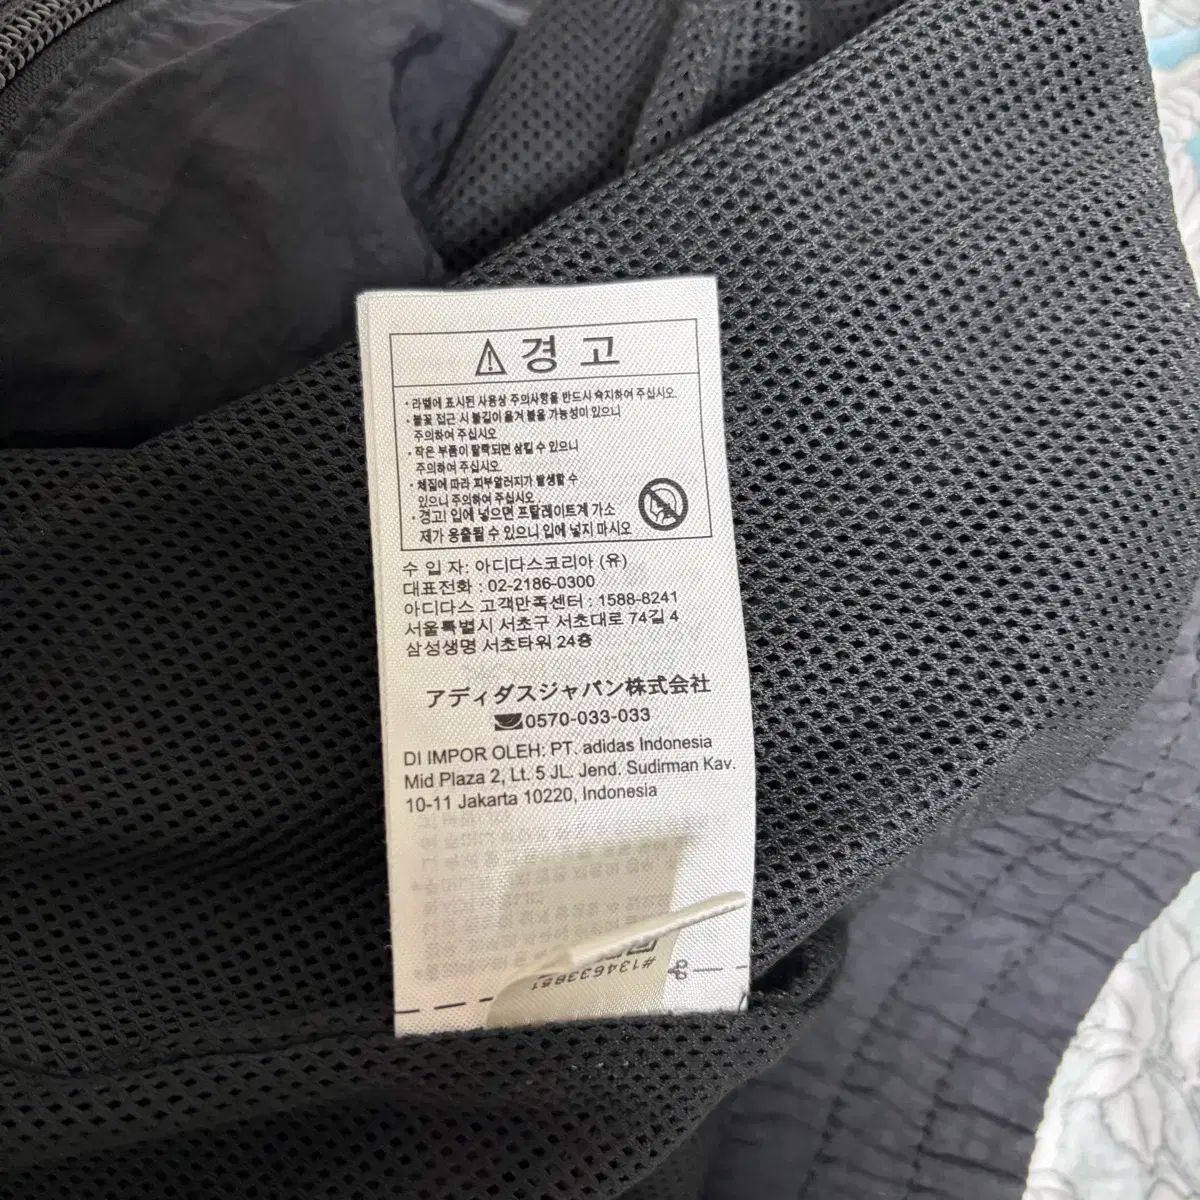 ⚠ 경 고
· 라벨에 표시된 사용상 주의사항을 반드시 숙지하여 주십시오.
· 불꽃 접근 시 불길이 옮겨 붙을 가능성이 있으니
주의하여 주십시오
· 작은 부품이 탈락되면 삼킬 수 있으니
주의하여 주십시오.
· 체질에 따라 피부알러지가 발생할 수
있으니 주의하여 주십시오
· 경고! 입에 넣으면 프탈레이트계 가소
제가 용출될 수 있으니 입에 넣지 마시오
수 입 자: 아디다스코리아 (유)
대표전화 : 02-2186-0300
아디다스 고객만족센터 : 1588-8241
서울특별시 서초구 서초대로 74길 4
삼성생명 서초타워 24층
アディダスジャパン株式会社
0570-033-033
DI IMPOR OLEH: PT. adidas Indonesia
Mid Plaza 2, Lt. 5 JL. Jend. Sudirman Kav.
10-11 Jakarta 10220, Indonesia
#134633851